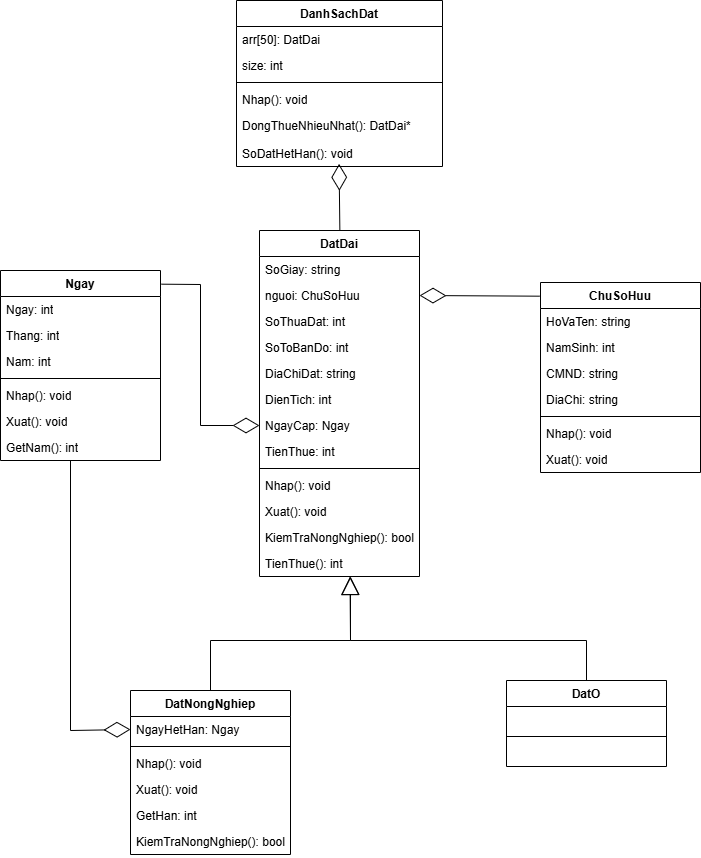 DanhSachDat
arr[50]: DatDai
size: int
Nhap(): void
DongThueNhieuNhat(): DatDai*
SoDatHetHan(): void
DatDai
SoGiay: string
nguoi: ChuSoHuu
SoThuaDat: int
SoToBanDo: int
DiaChiDat: string
DienTich: int
NgayCap: Ngay
TienThue: int
Nhap(): void
Xuat(): void
KiemTraNongNghiep(): bool
TienThue(): int
Ngay
Ngay: int
Thang: int
Nam: int
Nhap(): void
Xuat(): void
GetNam(): int
ChuSoHuu
HoVaTen: string
NamSinh: int
CMND: string
DiaChi: string
Nhap(): void
Xuat(): void
DatNongNghiep
NgayHetHan: Ngay
Nhap(): void
Xuat(): void
GetHan: int
KiemTraNongNghiep(): bool
DatO